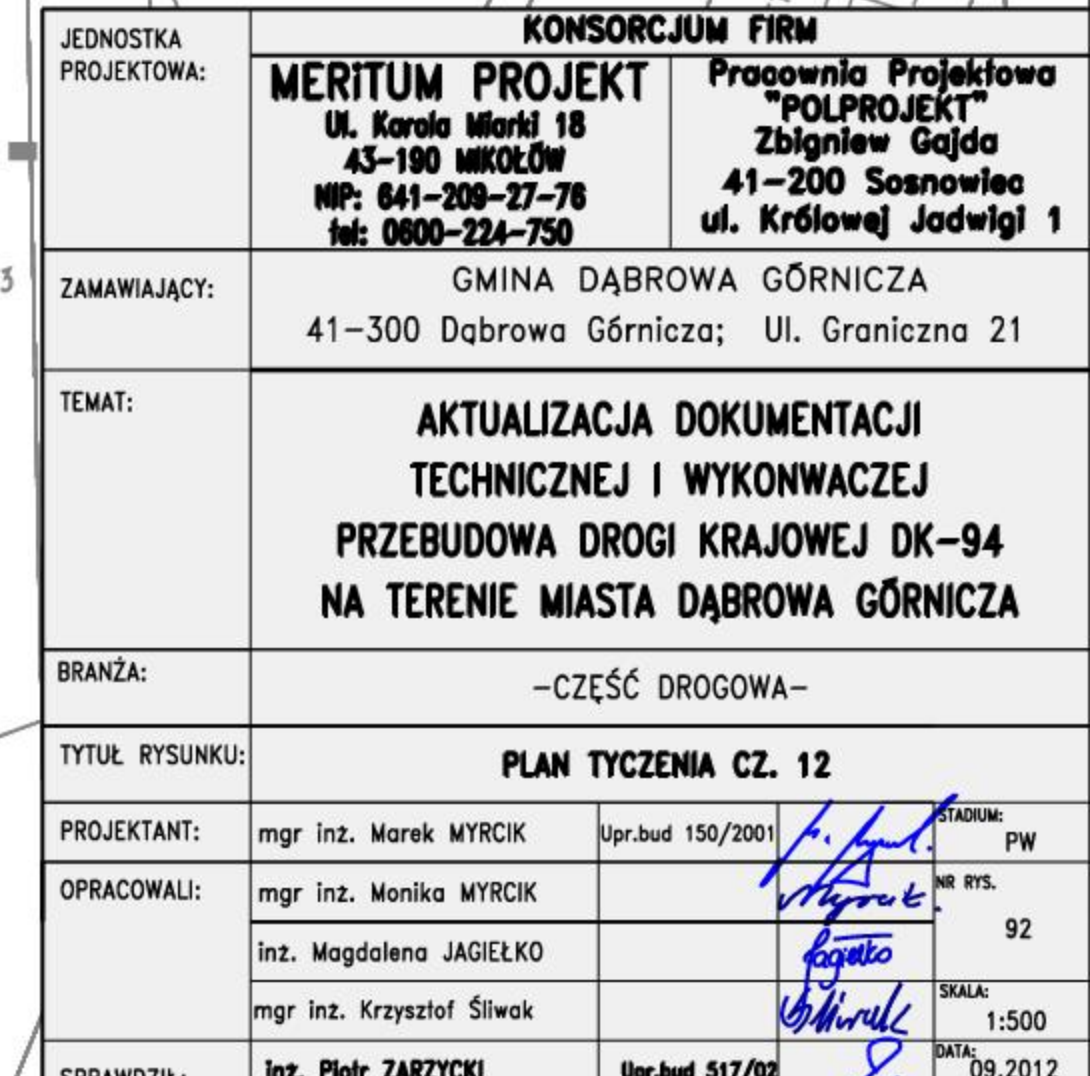 JEDNOSTKA
PROJEKTOWA:
KONSORCJUM FIRM
MERITUM PROJEKT
Ul. Karola Miarki 18
43-190 MIKOŁÓW
NIP: 641-209-27-76
tel: 0600-224-750
Pracownia Projektowa
"POLPROJEKT"
Zbigniew Gajda
41-200 Sosnowiec
ul. Królowej Jadwigi 1
3
ZAMAWIAJĄCY:
GMINA DĄBROWA GÓRNICZA
41-300 Dąbrowa Górnicza; Ul. Graniczna 21
TEMAT:
AKTUALIZACJA DOKUMENTACJI
TECHNICZNEJ I WYKONWACZEJ
PRZEBUDOWA DROGI KRAJOWEJ DK-94
NA TERENIE MIASTA DĄBROWA GÓRNICZA
BRANŻA:
-CZĘŚĆ DROGOWA-
TYTUŁ RYSUNKU:
PLAN TYCZENIA CZ. 12
PROJEKTANT:
mgr inż. Marek MYRCIK
Upr.bud 150/2001
STADIUM:
PW
OPRACOWALI:
mgr inż. Monika MYRCIK
Myrcik
NR RYS.
92
inż. Magdalena JAGIEŁKO
Jagiełko
mgr inż. Krzysztof Śliwak
SKALA:
1:500
SPRAWDZIŁ:
inż. Piotr ZARZYCKI
Upr.bud 517/02
DATA:
09.2012